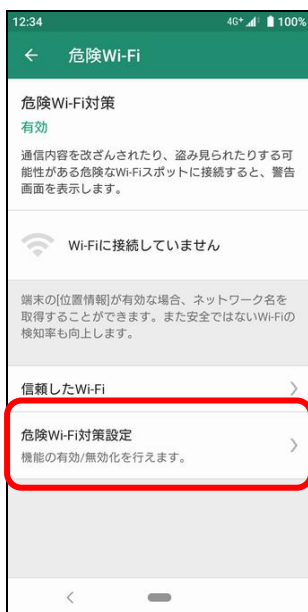 12:34 4G+ 100%
危険Wi-Fi
危険Wi-Fi対策
有効
通信内容を改ざんされたり、盗み見られたりする可
能性がある危険なWi-Fiスポットに接続すると、警告
画面を表示します。
Wi-Fiに接続していません
端末の[位置情報]が有効な場合、ネットワーク名を
取得することができます。また安全ではないWi-Fiの
検知率も向上します。
信頼したWi-Fi
危険Wi-Fi対策設定
機能の有効/無効化を行えます。